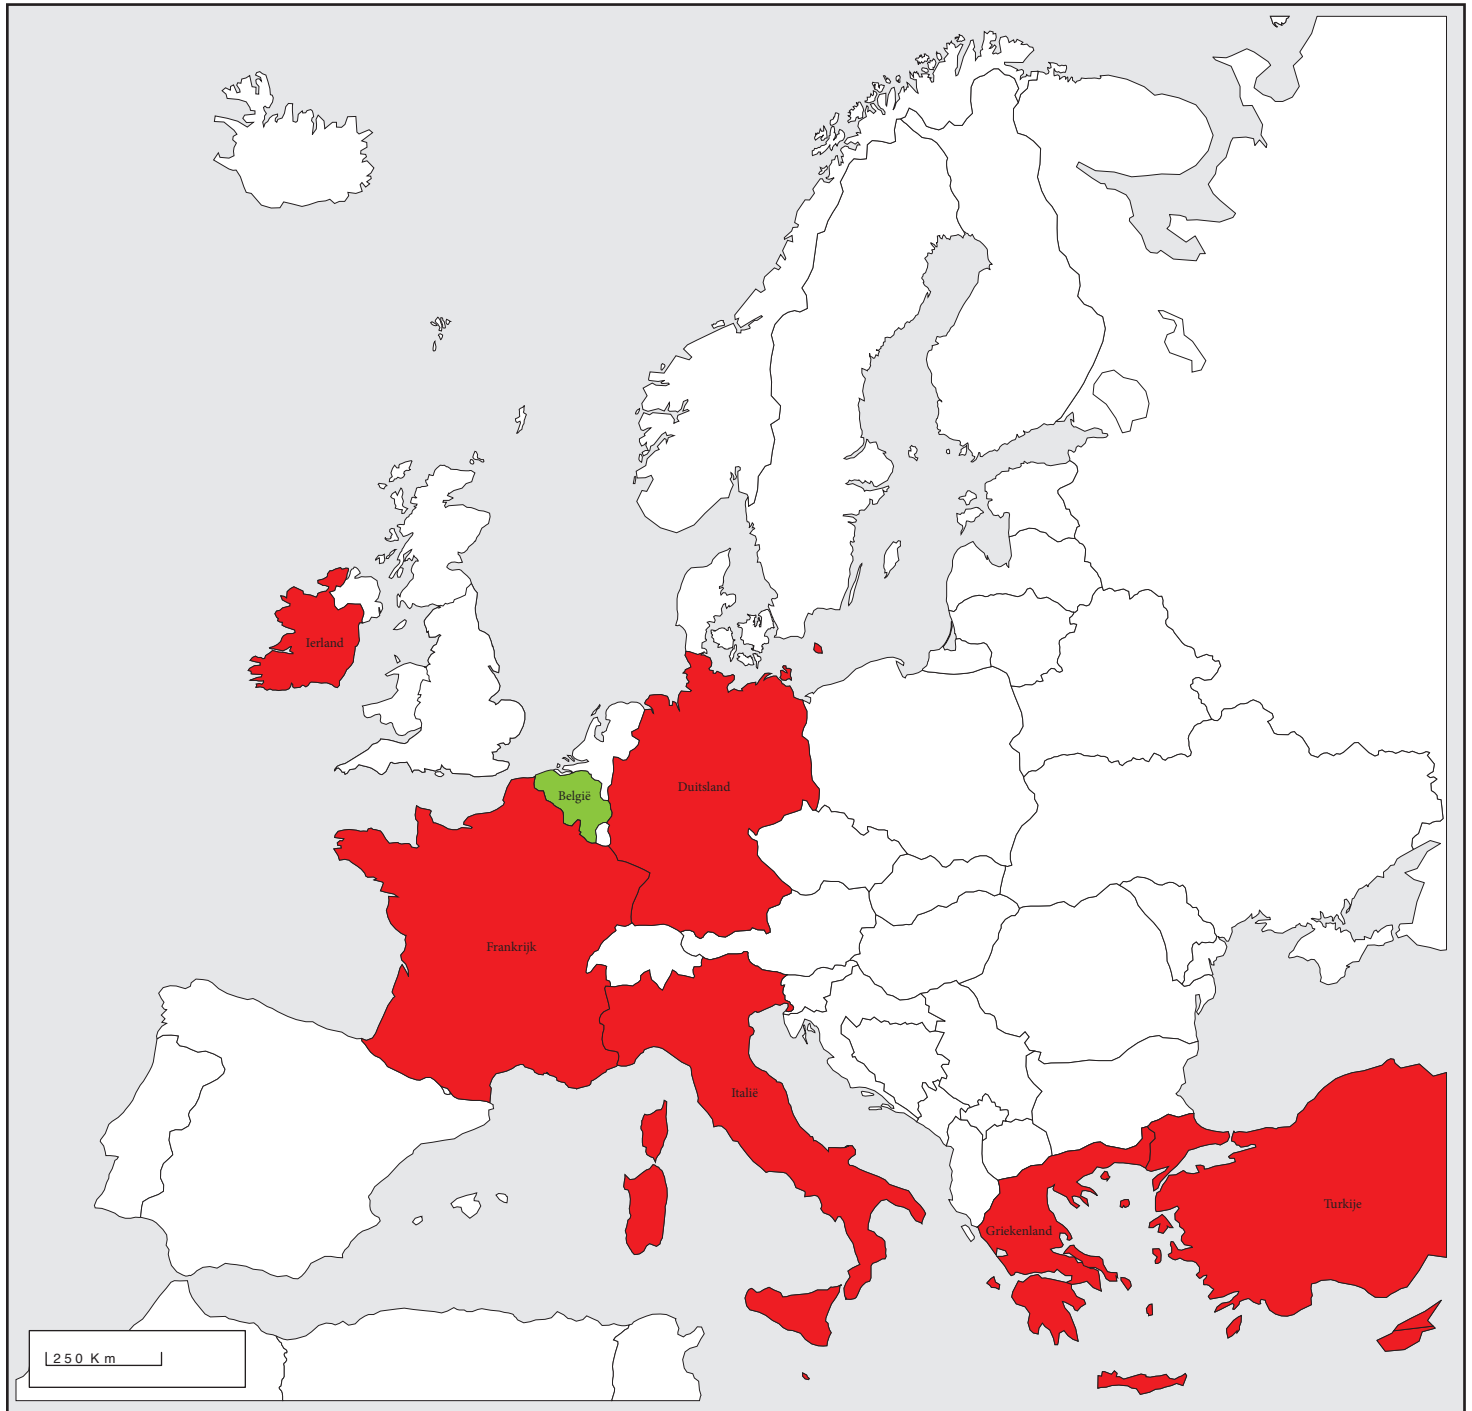 Ierland
Duitsland
België
Frankrijk
Italië
Turkije
Griekenland
250 Km